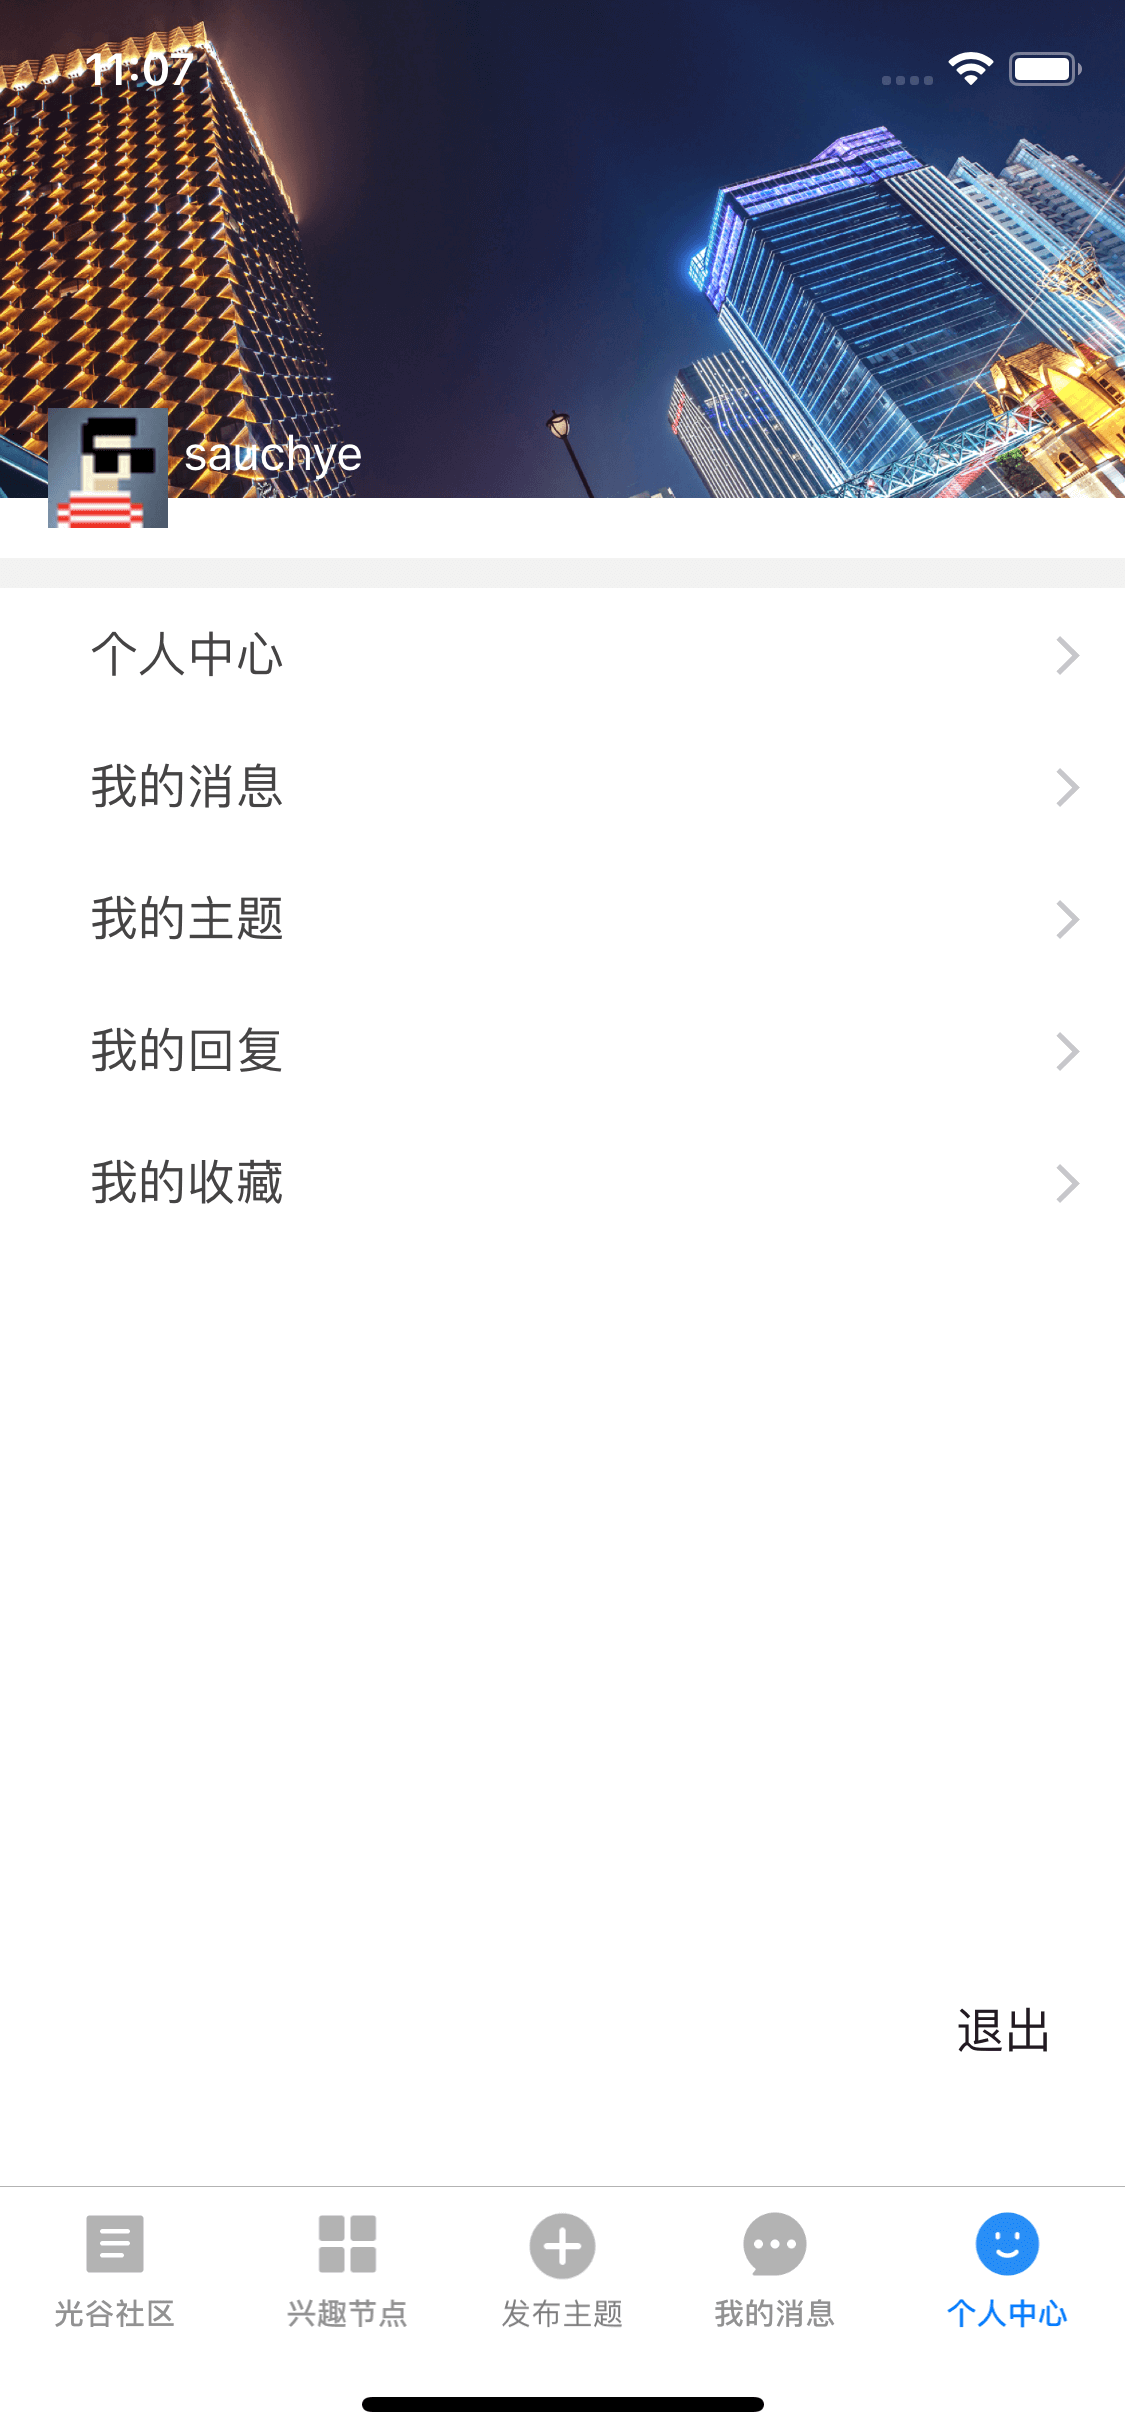 11:07
sauchye
个人中心
我的消息
我的主题
我的回复
我的收藏
退出
光谷社区
兴趣节点
发布主题
我的消息
个人中心